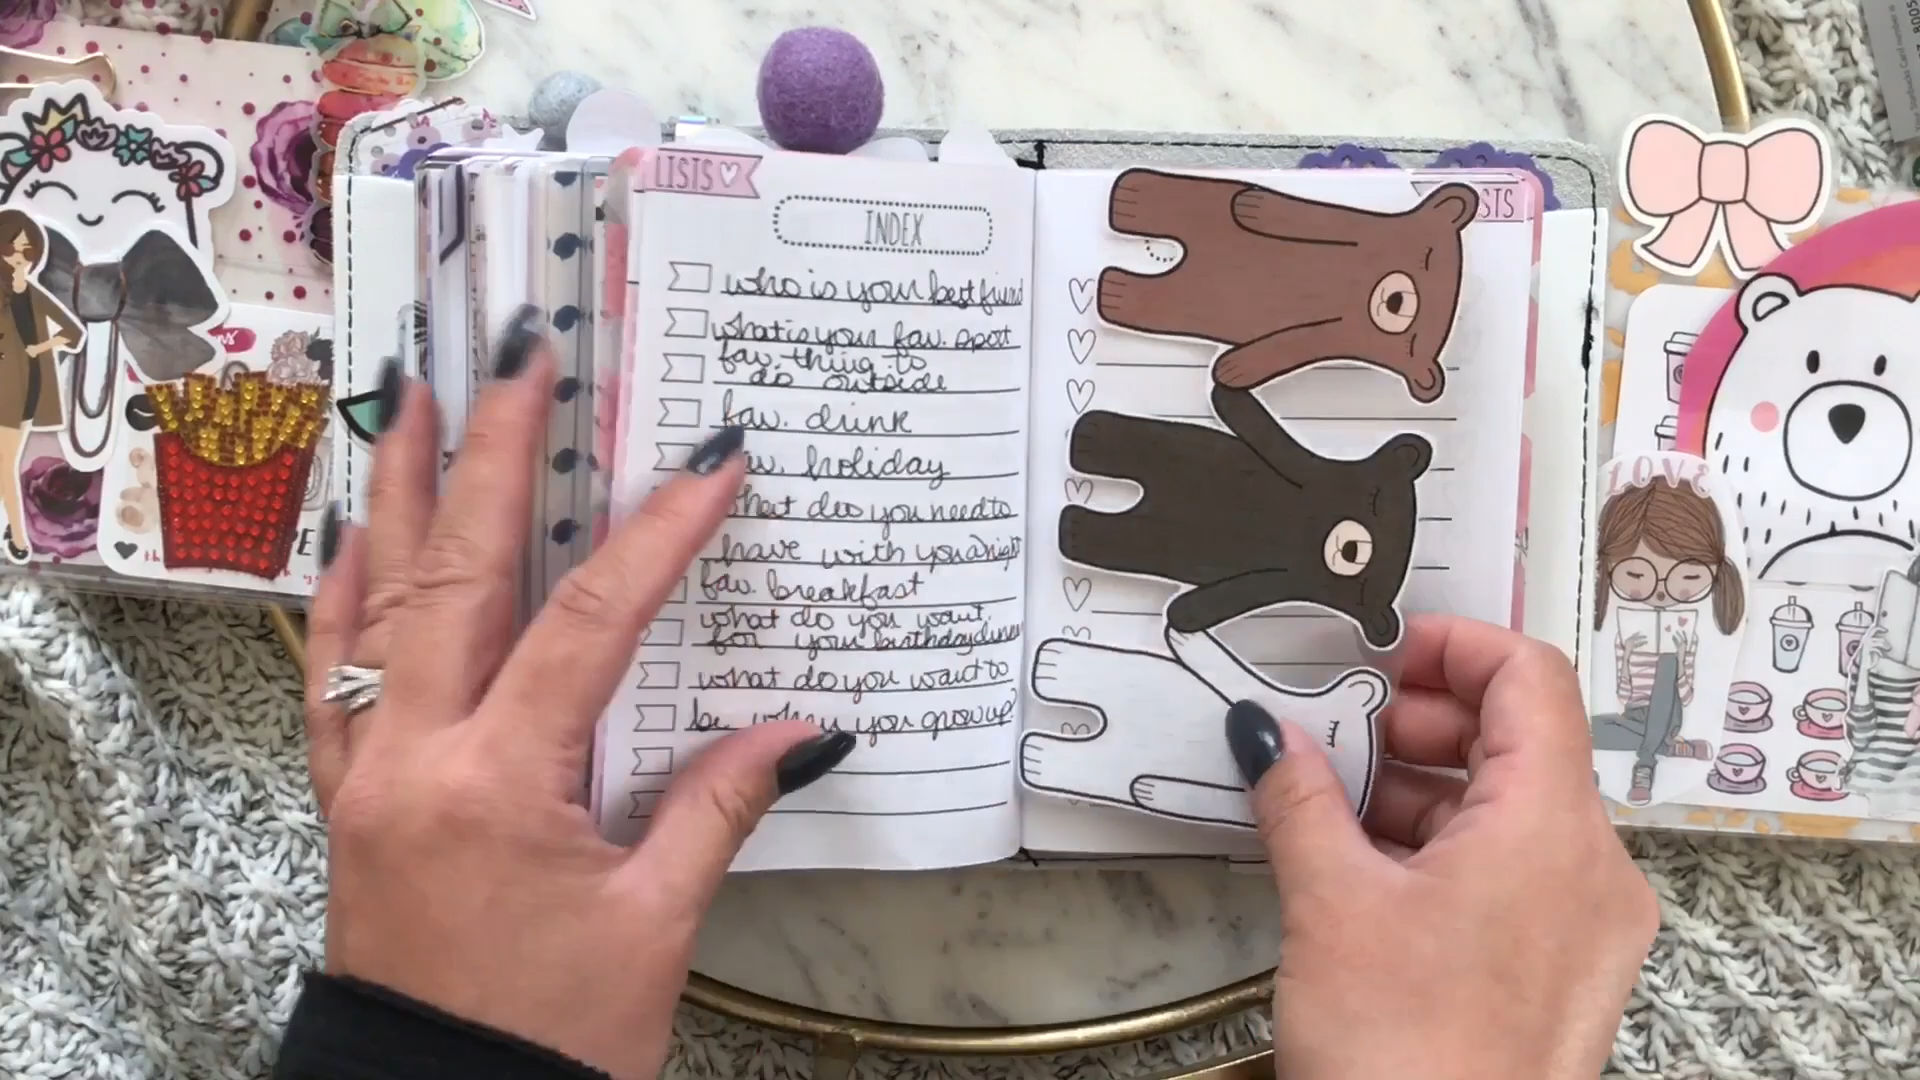 LISTS
INDEX
who is your best friend
what is your fav. spot
fav. thing to
do outside
fav. drink
fav. holiday
what do you need to
have with you
fav. breakfast
what do you want
for your birthday dinner
what do you want to
be when you grow up?
STS
LOVE